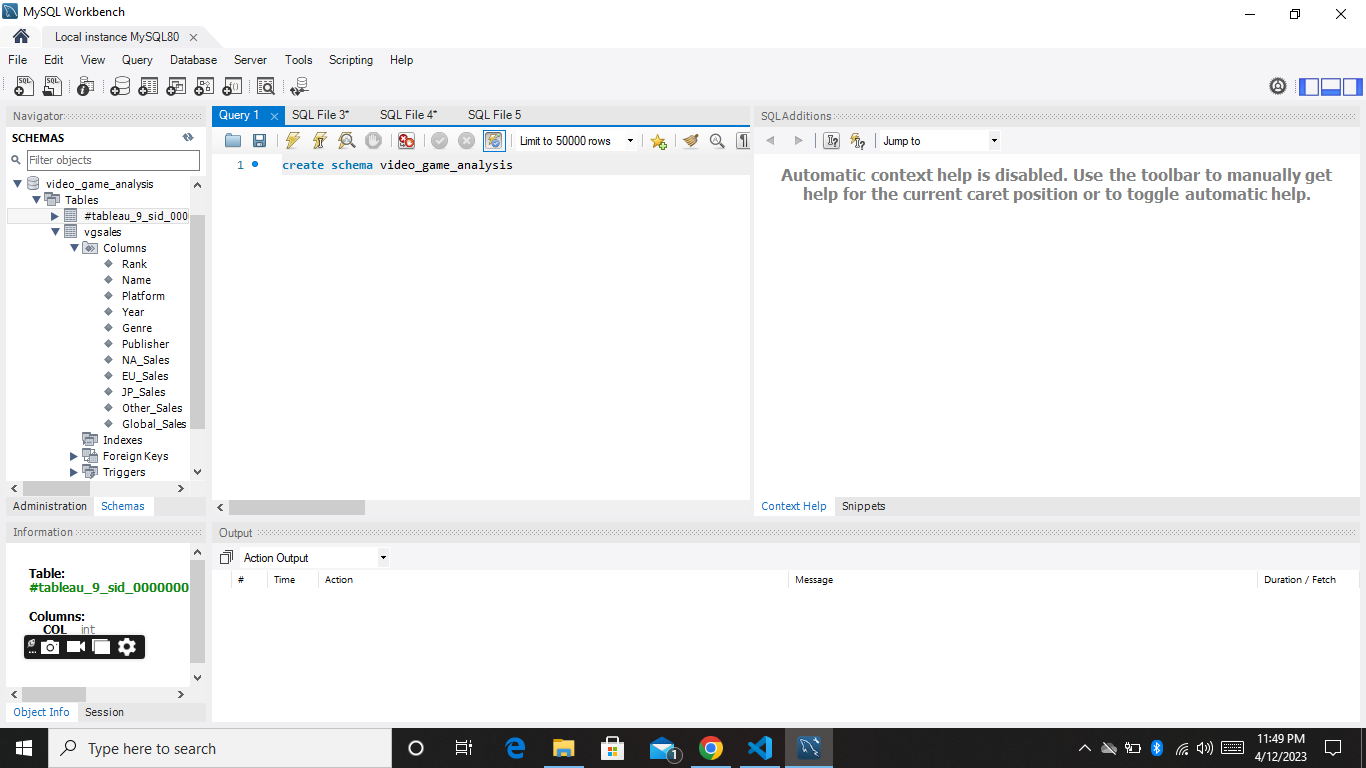 MySQL Workbench
Local instance MySQL80
File Edit View Query Database Server Tools Scripting Help
Navigator
SCHEMAS
Filter objects
video_game_analysis
Tables
#tableau_9_sid_000
vgsales
Columns
Rank
Name
Platform
Year
Genre
Publisher
NA_Sales
EU_Sales
JP_Sales
Other_Sales
Global_Sales
Indexes
Foreign Keys
Triggers
Administration Schemas
Information
Table:
#tableau_9_sid_0000000
Columns:
COL int
Object Info Session
Query 1 SQL File 3* SQL File 4* SQL File 5
Limit to 50000 rows
1 create schema video_game_analysis
SQLAdditions
Jump to
Automatic context help is disabled. Use the toolbar to manually get
help for the current caret position or to toggle automatic help.
Context Help Snippets
Output
Action Output
# Time Action Message Duration / Fetch
Type here to search
1
11:49 PM
4/12/2023